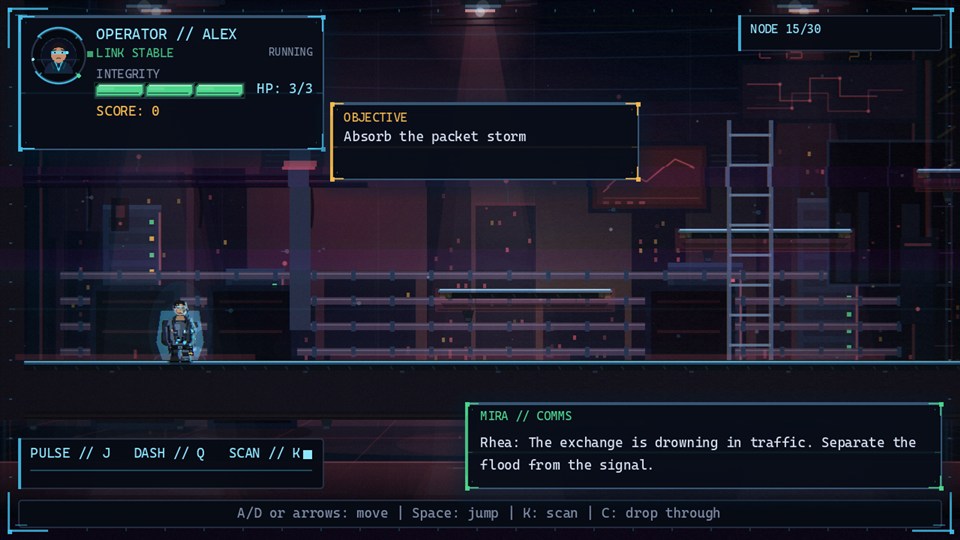 OPERATOR // ALEX
LINK STABLE
RUNNING
INTEGRITY
HP: 3/3
SCORE: 0
NODE 15/30
OBJECTIVE
Absorb the packet storm
MIRA // COMMS
Rhea: The exchange is drowning in traffic. Separate the
flood from the signal.
PULSE // J DASH // Q SCAN // K
A/D or arrows: move | Space: jump | K: scan | C: drop through